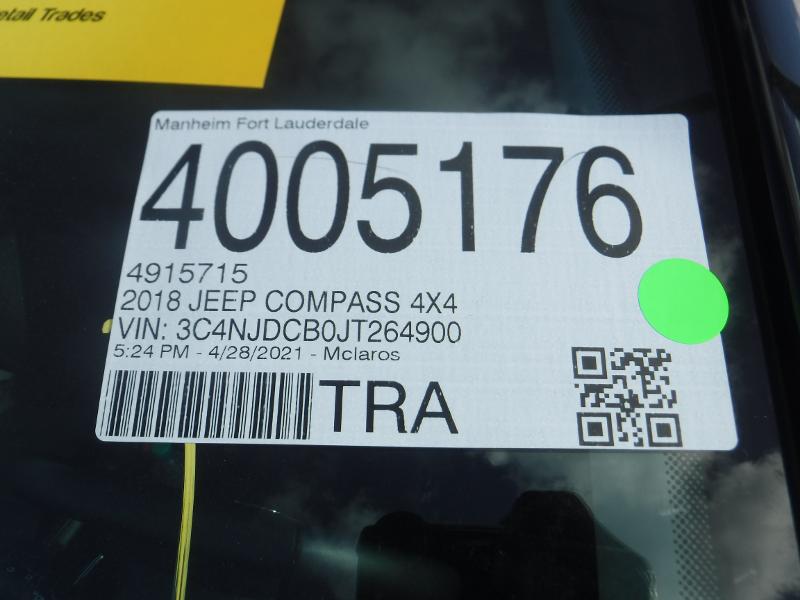 etail Trades
Manheim Fort Lauderdale
4005176
4915715
2018 JEEP COMPASS 4X4
VIN: 3C4NJDCB0JT264900
5:24 PM - 4/28/2021 - Mclaros
TRA